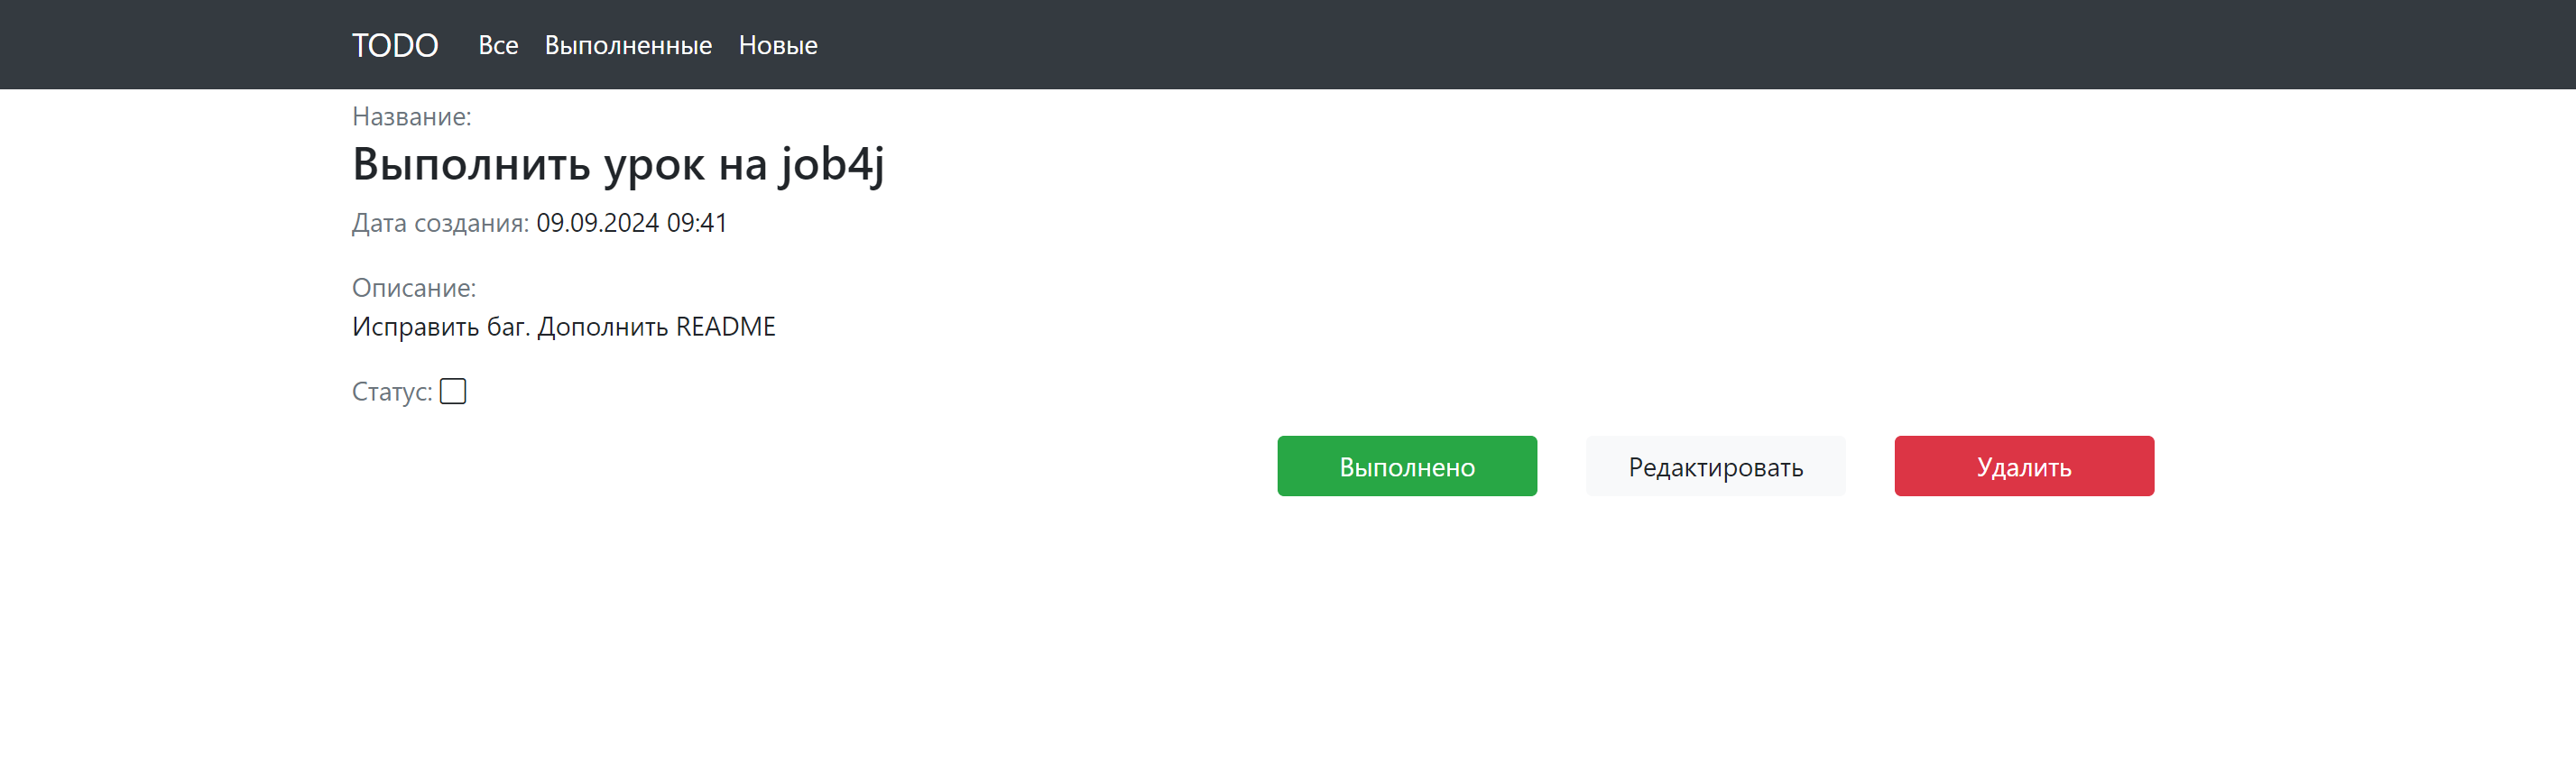 TODO Все Выполненные Новые
Название:
Выполнить урок на job4j
Дата создания: 09.09.2024 09:41
Описание:
Исправить баг. Дополнить README
Статус:
Выполнено Редактировать Удалить